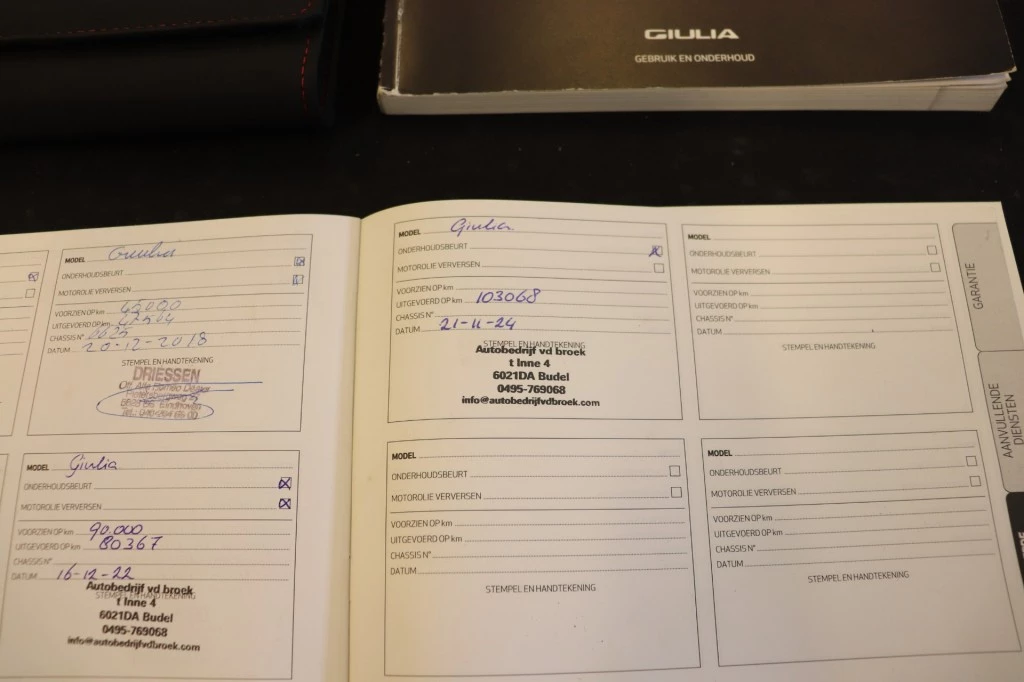 GIULIA
GEBRUIK EN ONDERHOUD
MODEL Giulia
ONDERHOUDSBEURT
MOTOROLIE VERVERSEN
VOORZIEN OP km 45.000
UITGEVOERD OP km
CHASSIS N°
DATUM 20-12-2018
STEMPEL EN HANDTEKENING
DRIESSEN
MODEL Giulia
ONDERHOUDSBEURT
MOTOROLIE VERVERSEN
VOORZIEN OP km 90.000
UITGEVOERD OP km 80367
CHASSIS N°
DATUM 16-12-22
STEMPEL EN HANDTEKENING
Autobedrijf vd broek
t Inne 4
6021DA Budel
0495-769068
info@autobedrijfvdbroek.com
MODEL Giulia
ONDERHOUDSBEURT
MOTOROLIE VERVERSEN
VOORZIEN OP km
UITGEVOERD OP km 103068
CHASSIS N°
DATUM 21-11-24
STEMPEL EN HANDTEKENING
Autobedrijf vd broek
t Inne 4
6021DA Budel
0495-769068
info@autobedrijfvdbroek.com
MODEL
ONDERHOUDSBEURT
MOTOROLIE VERVERSEN
VOORZIEN OP km
UITGEVOERD OP km
CHASSIS N°
DATUM
STEMPEL EN HANDTEKENING
MODEL
ONDERHOUDSBEURT
MOTOROLIE VERVERSEN
VOORZIEN OP km
UITGEVOERD OP km
CHASSIS N°
DATUM
STEMPEL EN HANDTEKENING
MODEL
ONDERHOUDSBEURT
MOTOROLIE VERVERSEN
VOORZIEN OP km
UITGEVOERD OP km
CHASSIS N°
DATUM
STEMPEL EN HANDTEKENING
GARANTIE
AANVULLENDE
DIENSTEN